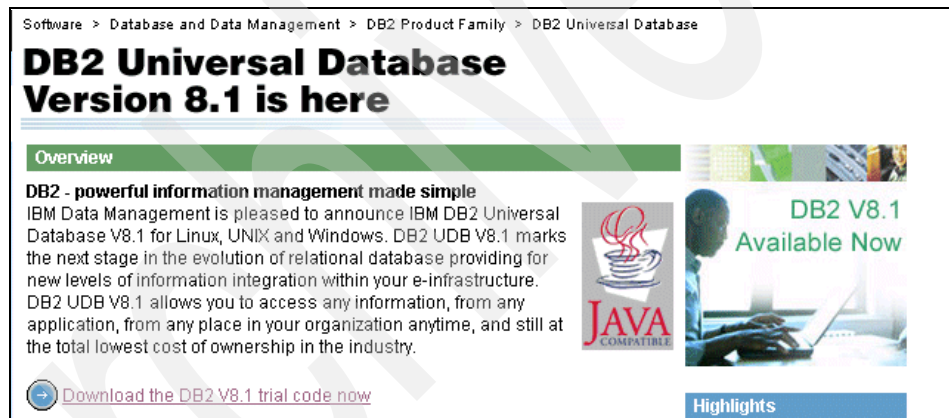 Software > Database and Data Management > DB2 Product Family > DB2 Universal Database
DB2 Universal Database
Version 8.1 is here
Overview
DB2 - powerful information management made simple
IBM Data Management is pleased to announce IBM DB2 Universal
Database V8.1 for Linux, UNIX and Windows. DB2 UDB V8.1 marks
the next stage in the evolution of relational database providing for
new levels of information integration within your e-infrastructure.
DB2 UDB V8.1 allows you to access any information, from any
application, from any place in your organization anytime, and still at
the total lowest cost of ownership in the industry.
JAVA
COMPATIBLE
Download the DB2 V8.1 trial code now
DB2 V8.1
Available Now
Highlights